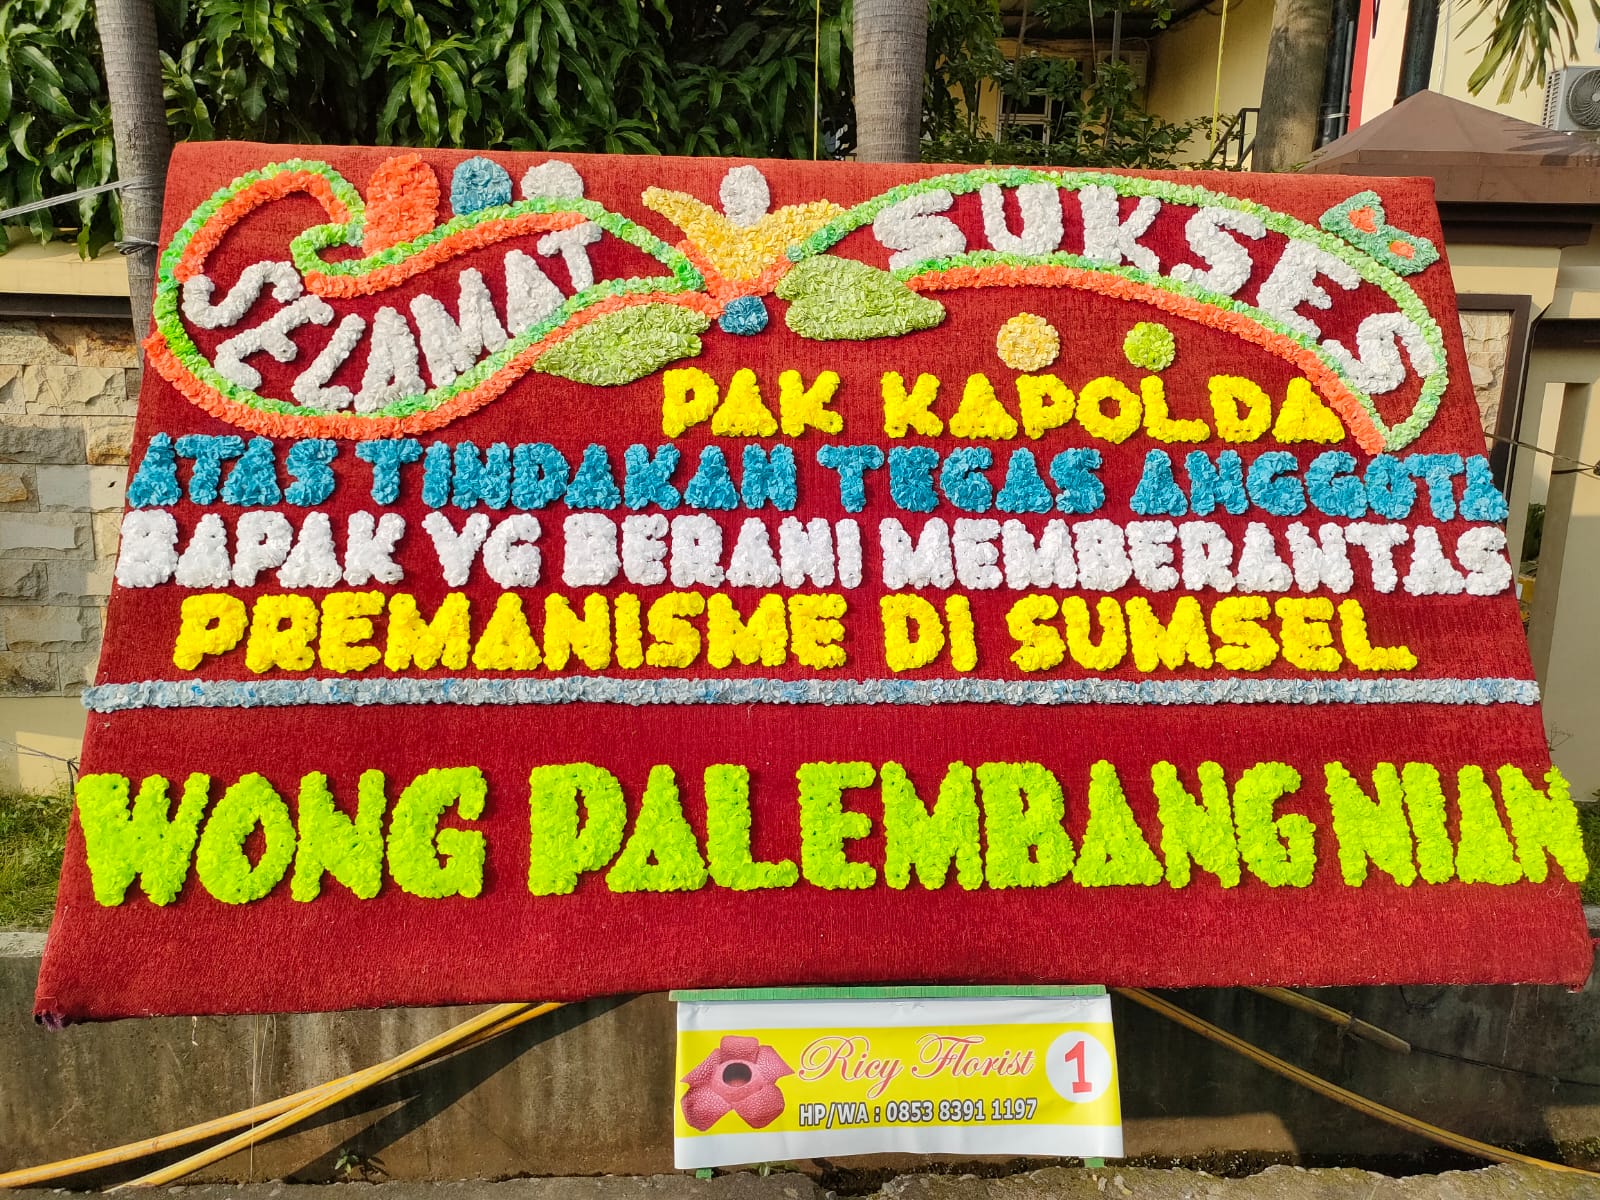 SELAMAT SUKSES
PAK KAPOLDA
ATAS TINDAKAN TEGAS ANGGOTA
BAPAK YG BERANI MEMBERANTAS
PREMANISME DI SUMSEL
WONG PALEMBANG NIAN
Ricy Florist 1
HP/WA : 0853 8391 1197